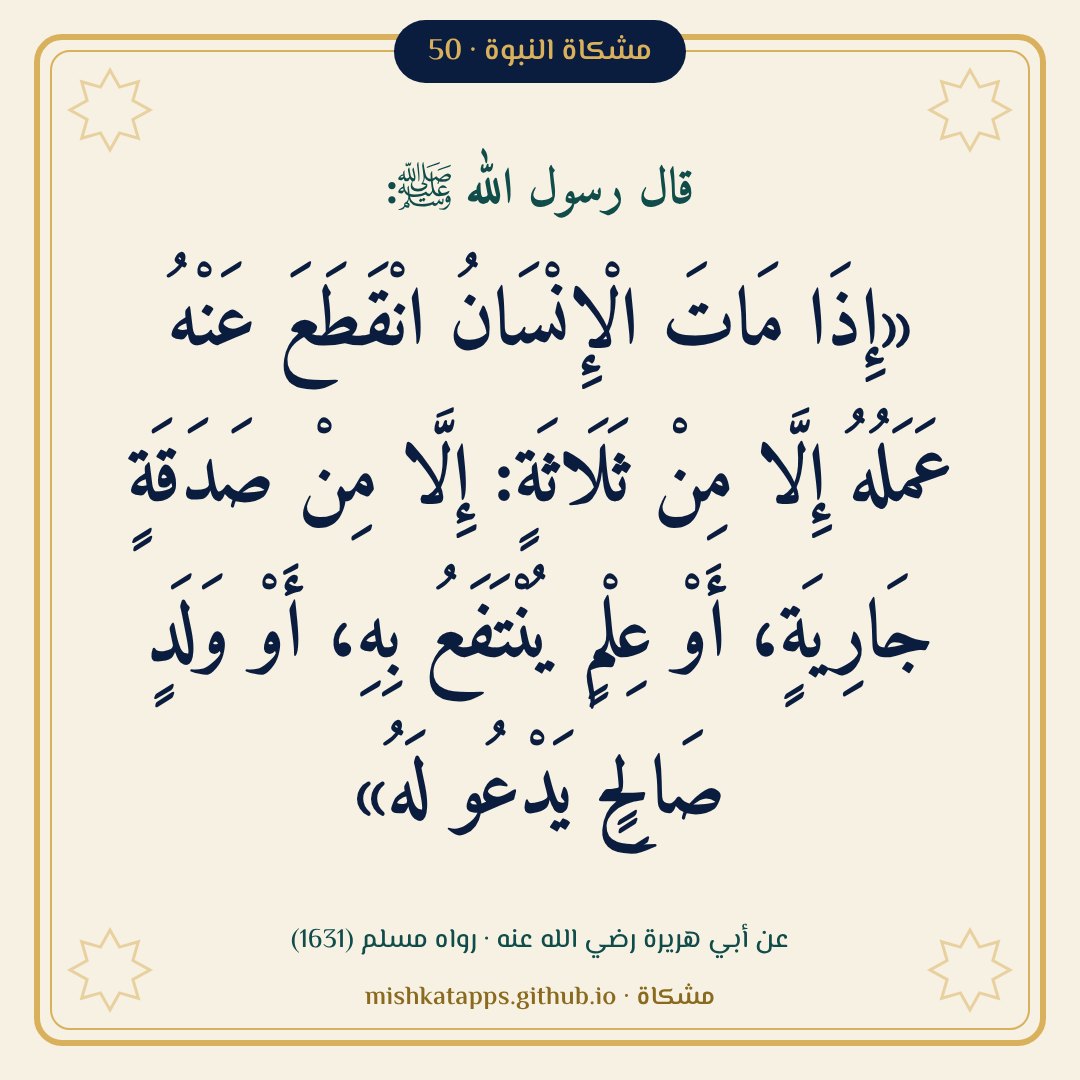 مشكاة النبوة · 50
قال رسول الله ﷺ:
«إِذَا مَاتَ الْإِنْسَانُ انْقَطَعَ عَنْهُ
عَمَلُهُ إِلَّا مِنْ ثَلَاثَةٍ: إِلَّا مِنْ صَدَقَةٍ
جَارِيَةٍ، أَوْ عِلْمٍ يُنْتَفَعُ بِهِ، أَوْ وَلَدٍ
صَالِحٍ يَدْعُو لَهُ»
عن أبي هريرة رضي الله عنه · رواه مسلم (1631)
مشكاة · mishkatapps.github.io